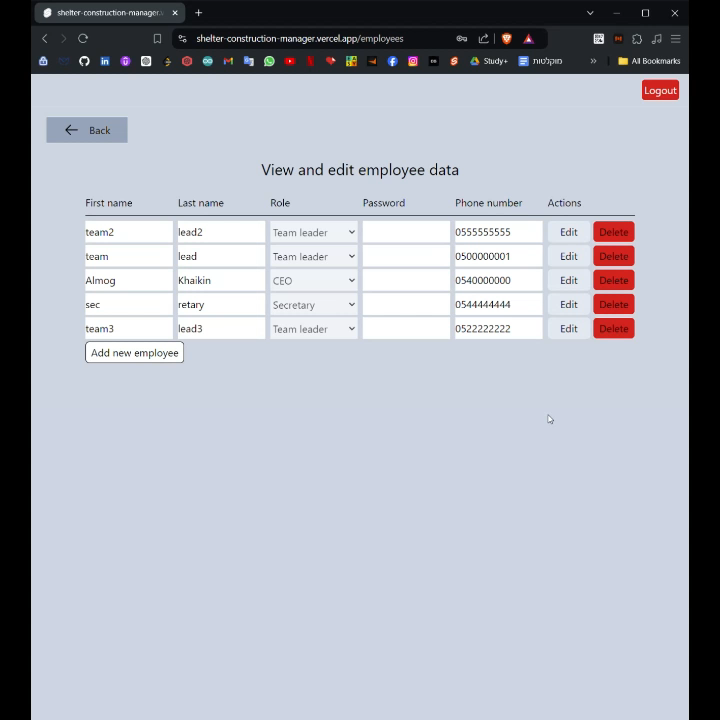 shelter-construction-manager.v
shelter-construction-manager.vercel.app/employees
Study+
מוקלטות
All Bookmarks
Logout
Back
View and edit employee data
First name Last name Role Password Phone number Actions
team2 lead2 Team leader 0555555555 Edit Delete
team lead Team leader 0500000001 Edit Delete
Almog Khaikin CEO 0540000000 Edit Delete
sec retary Secretary 0544444444 Edit Delete
team3 lead3 Team leader 0522222222 Edit Delete
Add new employee